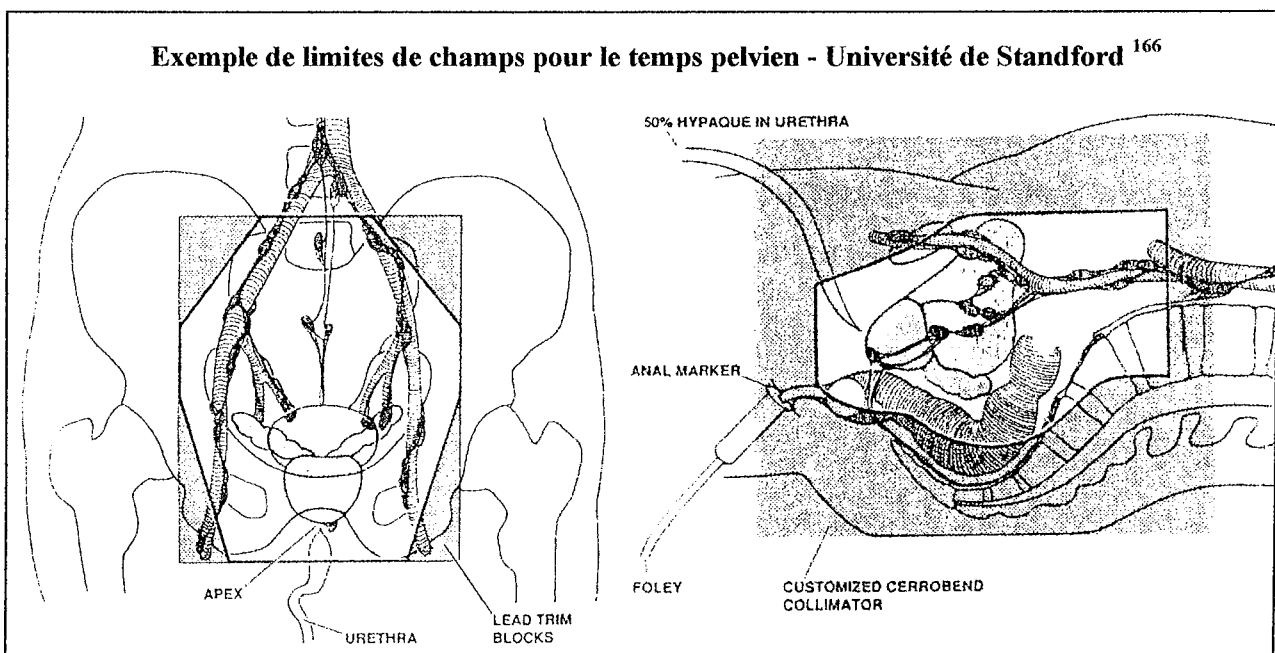 Exemple de limites de champs pour le temps pelvien - Université de Standford 166
APEX
URETHRA
LEAD TRIM
BLOCKS
50% HYPAQUE IN URETHRA
ANAL MARKER
FOLEY
CUSTOMIZED CERROBEND
COLLIMATOR